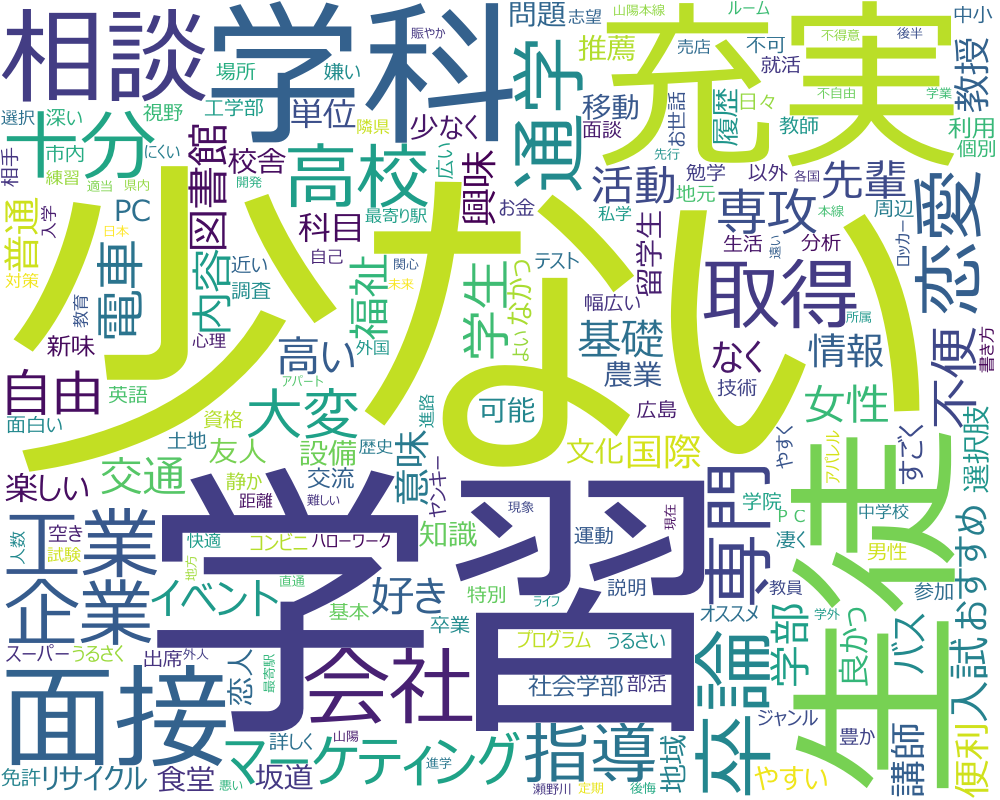 少ない
学習
充実
学科
生徒
相談
面接
取得
会社
卒論
専門
恋愛
工業
企業
高校
通学
十分
指導
マーケティング
電車
図書館
自由
大変
高い
専攻
活動
先輩
教授
情報
不便
女性
基礎
学生
福祉
内容
普通
交通
イベント
国際
文化
なく
興味
科目
単位
校舎
推薦
移動
履歴
問題
志望
山陽本線
賑やか
ルーム
中小
不可
就活
売店
不得意
後半
場所
嫌い
工学部
隣県
少なく
面談
お世話
日々
教師
不自由
学業
利用
個別
選択
深い
視野
市内
にくい
相手
練習
適当
県内
開発
PC
入学
日本
対策
最寄り駅
広い
お金
自己
私学
勉学
先行
地元
以外
各国
周辺
本線
ロッカー
生活
遠い
分析
留学生
テスト
幅広い
関心
未来
外国
よい
なかっ
近い
調査
心理
教育
新味
英語
面白い
アパート
資格
進路
可能
農業
技術
広島
所属
書き方
すごく
選択肢
やすく
アパレル
学院
ＰＣ
中学校
凄く
男性
おすすめ
入試
土地
友人
設備
歴史
意味
ヤンキー
静か
交流
距離
難しい
楽しい
知識
現象
現在
運動
空き
人数
試験
快適
コンビニ
ハローワーク
地方
直通
ライフ
基本
好き
特別
説明
教員
参加
オススメ
卒業
プログラム
うるさい
学部
学外
良かっ
バス
スーパー
うるさく
出席
外人
恋人
最寄駅
社会学部
部活
ジャンル
豊か
講師
便利
やすい
地域
詳しく
山陽
進学
免許
リサイクル
食堂
悪い
坂道
瀬野川
定期
後悔